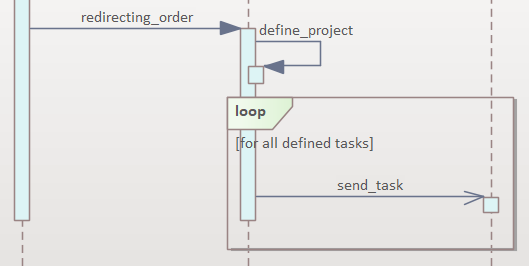 redirecting_order
define_project
loop
[for all defined tasks]
send_task